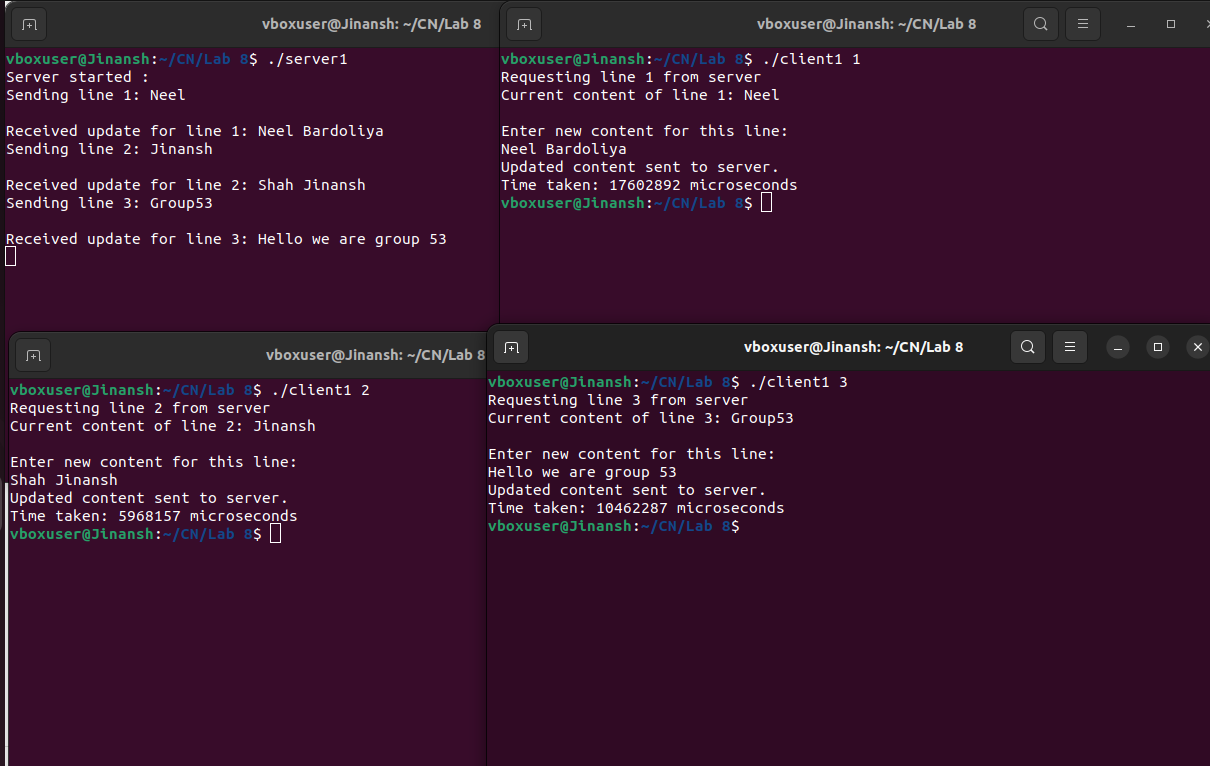 vboxuser@Jinansh: ~/CN/Lab 8
vboxuser@Jinansh:~/CN/Lab 8$ ./server1
Server started :
Sending line 1: Neel
Received update for line 1: Neel Bardoliya
Sending line 2: Jinansh
Received update for line 2: Shah Jinansh
Sending line 3: Group53
Received update for line 3: Hello we are group 53
vboxuser@Jinansh: ~/CN/Lab 8
vboxuser@Jinansh:~/CN/Lab 8$ ./client1 1
Requesting line 1 from server
Current content of line 1: Neel
Enter new content for this line:
Neel Bardoliya
Updated content sent to server.
Time taken: 17602892 microseconds
vboxuser@Jinansh:~/CN/Lab 8$
vboxuser@Jinansh: ~/CN/Lab 8
vboxuser@Jinansh:~/CN/Lab 8$ ./client1 2
Requesting line 2 from server
Current content of line 2: Jinansh
Enter new content for this line:
Shah Jinansh
Updated content sent to server.
Time taken: 5968157 microseconds
vboxuser@Jinansh:~/CN/Lab 8$
vboxuser@Jinansh: ~/CN/Lab 8
vboxuser@Jinansh:~/CN/Lab 8$ ./client1 3
Requesting line 3 from server
Current content of line 3: Group53
Enter new content for this line:
Hello we are group 53
Updated content sent to server.
Time taken: 10462287 microseconds
vboxuser@Jinansh:~/CN/Lab 8$